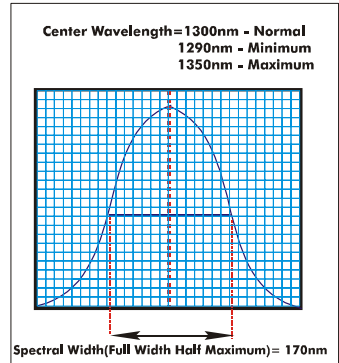 Center Wavelength=1300nm - Normal
1290nm - Minimum
1350nm - Maximum
Spectral Width(Full Width Half Maximum)= 170nm